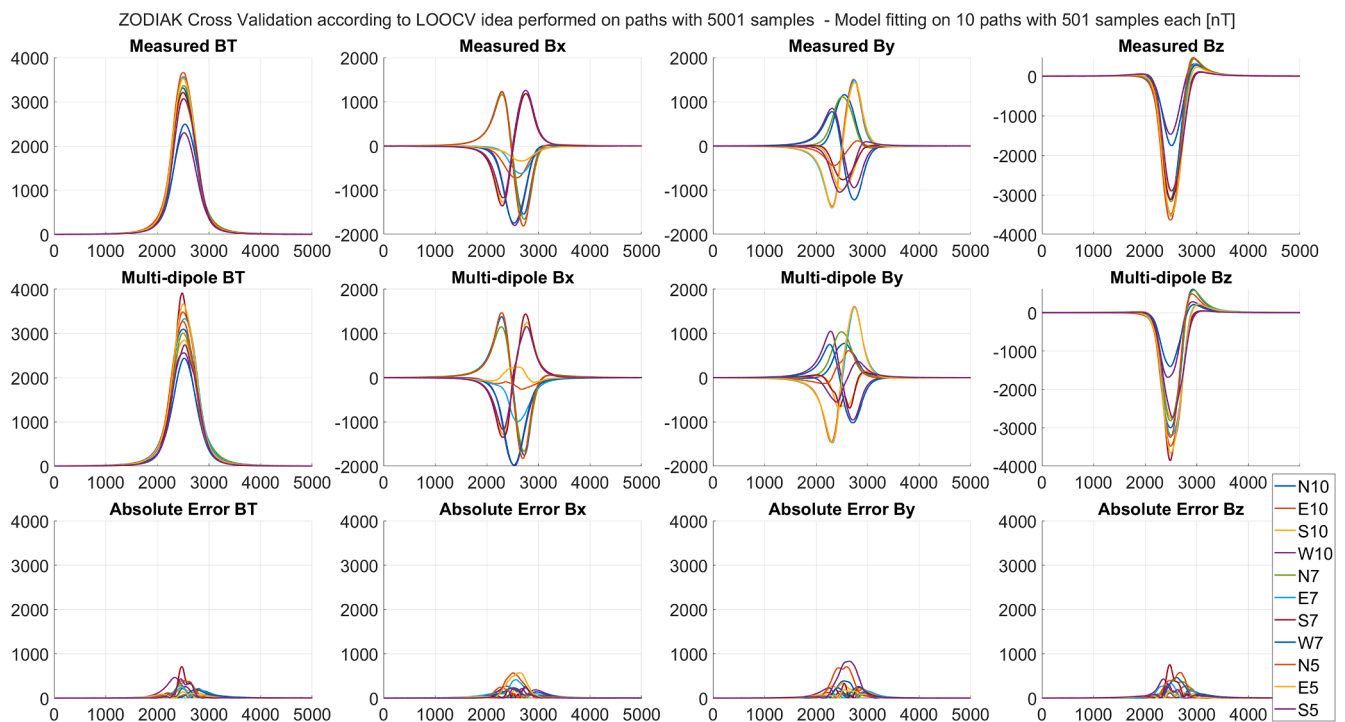 ZODIAK Cross Validation according to LOOCV idea performed on paths with 5001 samples - Model fitting on 10 paths with 501 samples each [nT]
Measured BT
Measured Bx
Measured By
Measured Bz
4000
3000
2000
1000
0
0 1000 2000 3000 4000 5000
2000
1000
0
-1000
-2000
0 1000 2000 3000 4000 5000
2000
1000
0
-1000
-2000
0 1000 2000 3000 4000 5000
0
-1000
-2000
-3000
-4000
0 1000 2000 3000 4000 5000
Multi-dipole BT
Multi-dipole Bx
Multi-dipole By
Multi-dipole Bz
4000
3000
2000
1000
0
0 1000 2000 3000 4000 5000
2000
1000
0
-1000
-2000
0 1000 2000 3000 4000 5000
2000
1000
0
-1000
-2000
0 1000 2000 3000 4000 5000
0
-1000
-2000
-3000
-4000
0 1000 2000 3000 4000
Absolute Error BT
Absolute Error Bx
Absolute Error By
Absolute Error Bz
4000
3000
2000
1000
0
0 1000 2000 3000 4000 5000
4000
3000
2000
1000
0
0 1000 2000 3000 4000 5000
4000
3000
2000
1000
0
0 1000 2000 3000 4000 5000
4000
3000
2000
1000
0
0 1000 2000 3000 4000
N10
E10
S10
W10
N7
E7
S7
W7
N5
E5
S5